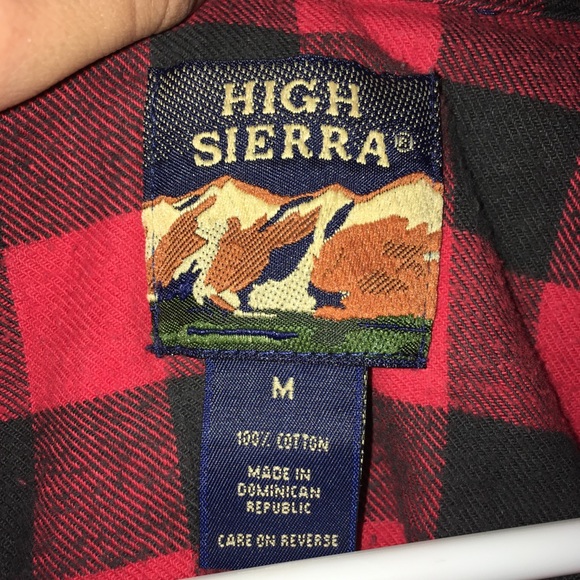 HIGH
SIERRA®
M
100% COTTON
MADE IN
DOMINICAN
REPUBLIC
CARE ON REVERSE